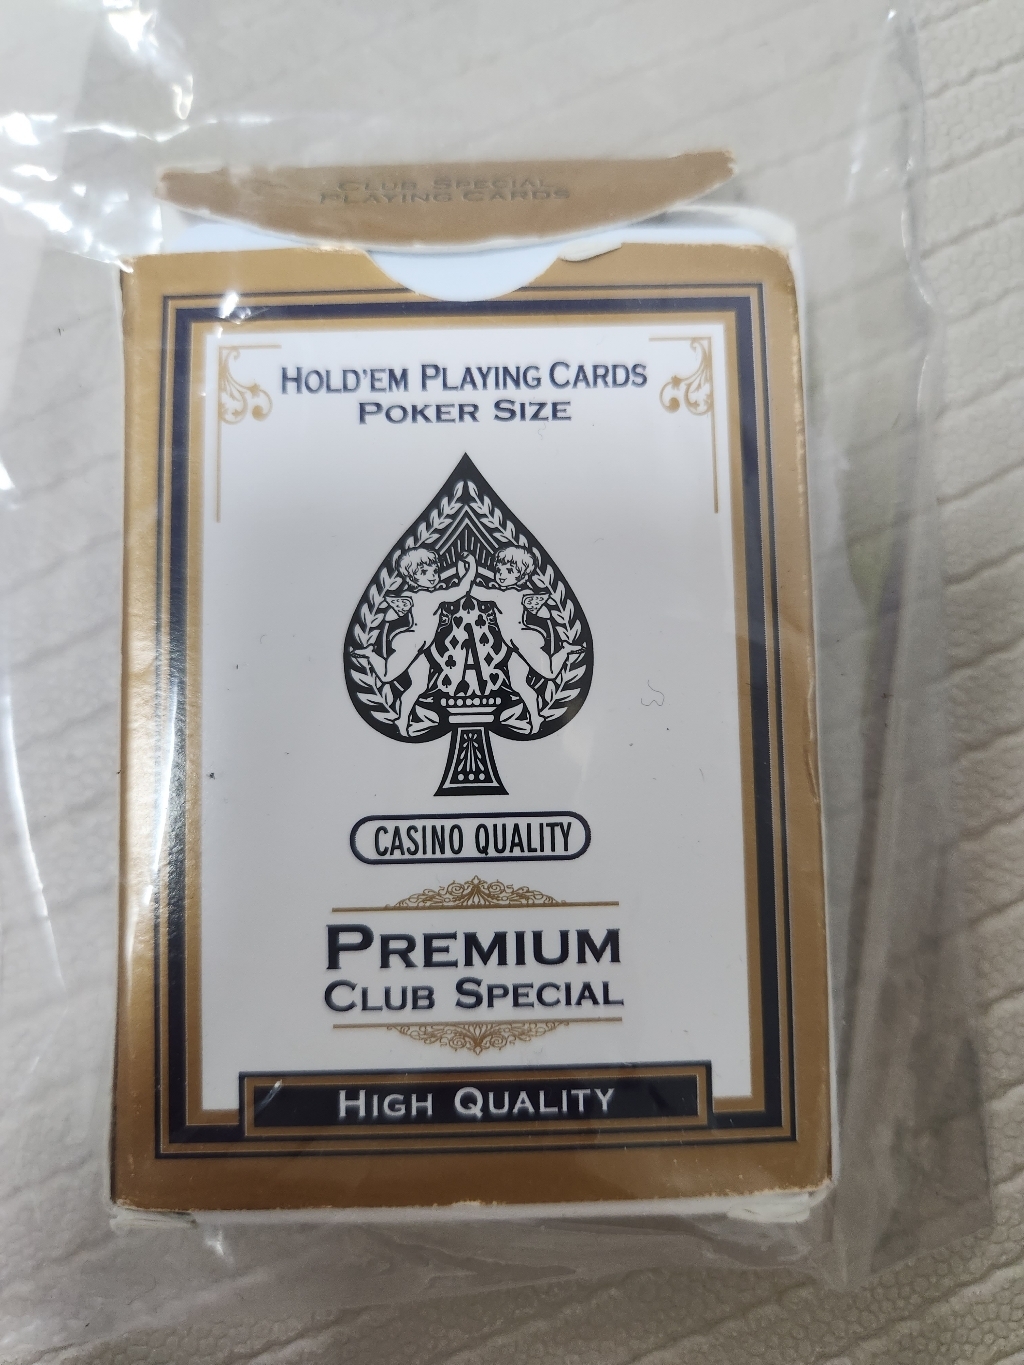 CLUB SPECIAL
PLAYING CARDS
HOLD'EM PLAYING CARDS
POKER SIZE
A
CASINO QUALITY
PREMIUM
CLUB SPECIAL
HIGH QUALITY